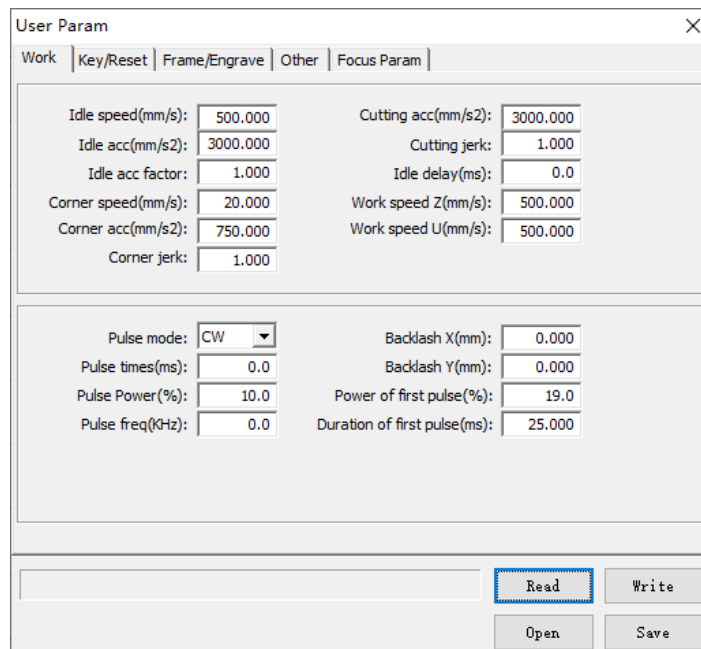 User Param
Work Key/Reset Frame/Engrave Other Focus Param
Idle speed(mm/s): 500.000 Cutting acc(mm/s2): 3000.000
Idle acc(mm/s2): 3000.000 Cutting jerk: 1.000
Idle acc factor: 1.000 Idle delay(ms): 0.0
Corner speed(mm/s): 20.000 Work speed Z(mm/s): 500.000
Corner acc(mm/s2): 750.000 Work speed U(mm/s): 500.000
Corner jerk: 1.000
Pulse mode: CW Backlash X(mm): 0.000
Pulse times(ms): 0.0 Backlash Y(mm): 0.000
Pulse Power(%): 10.0 Power of first pulse(%): 19.0
Pulse freq(KHz): 0.0 Duration of first pulse(ms): 25.000
Read Write
Open Save